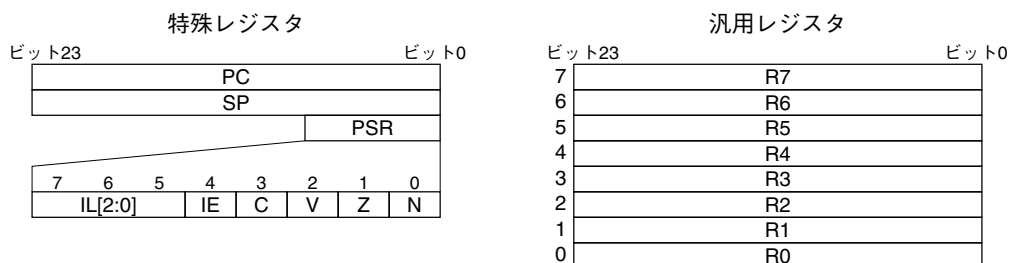 特殊レジスタ
ビット23 ビット0
PC
SP
PSR
7 6 5 4 3 2 1 0
IL[2:0] IE C V Z N
汎用レジスタ
ビット23 ビット0
7 R7
6 R6
5 R5
4 R4
3 R3
2 R2
1 R1
0 R0